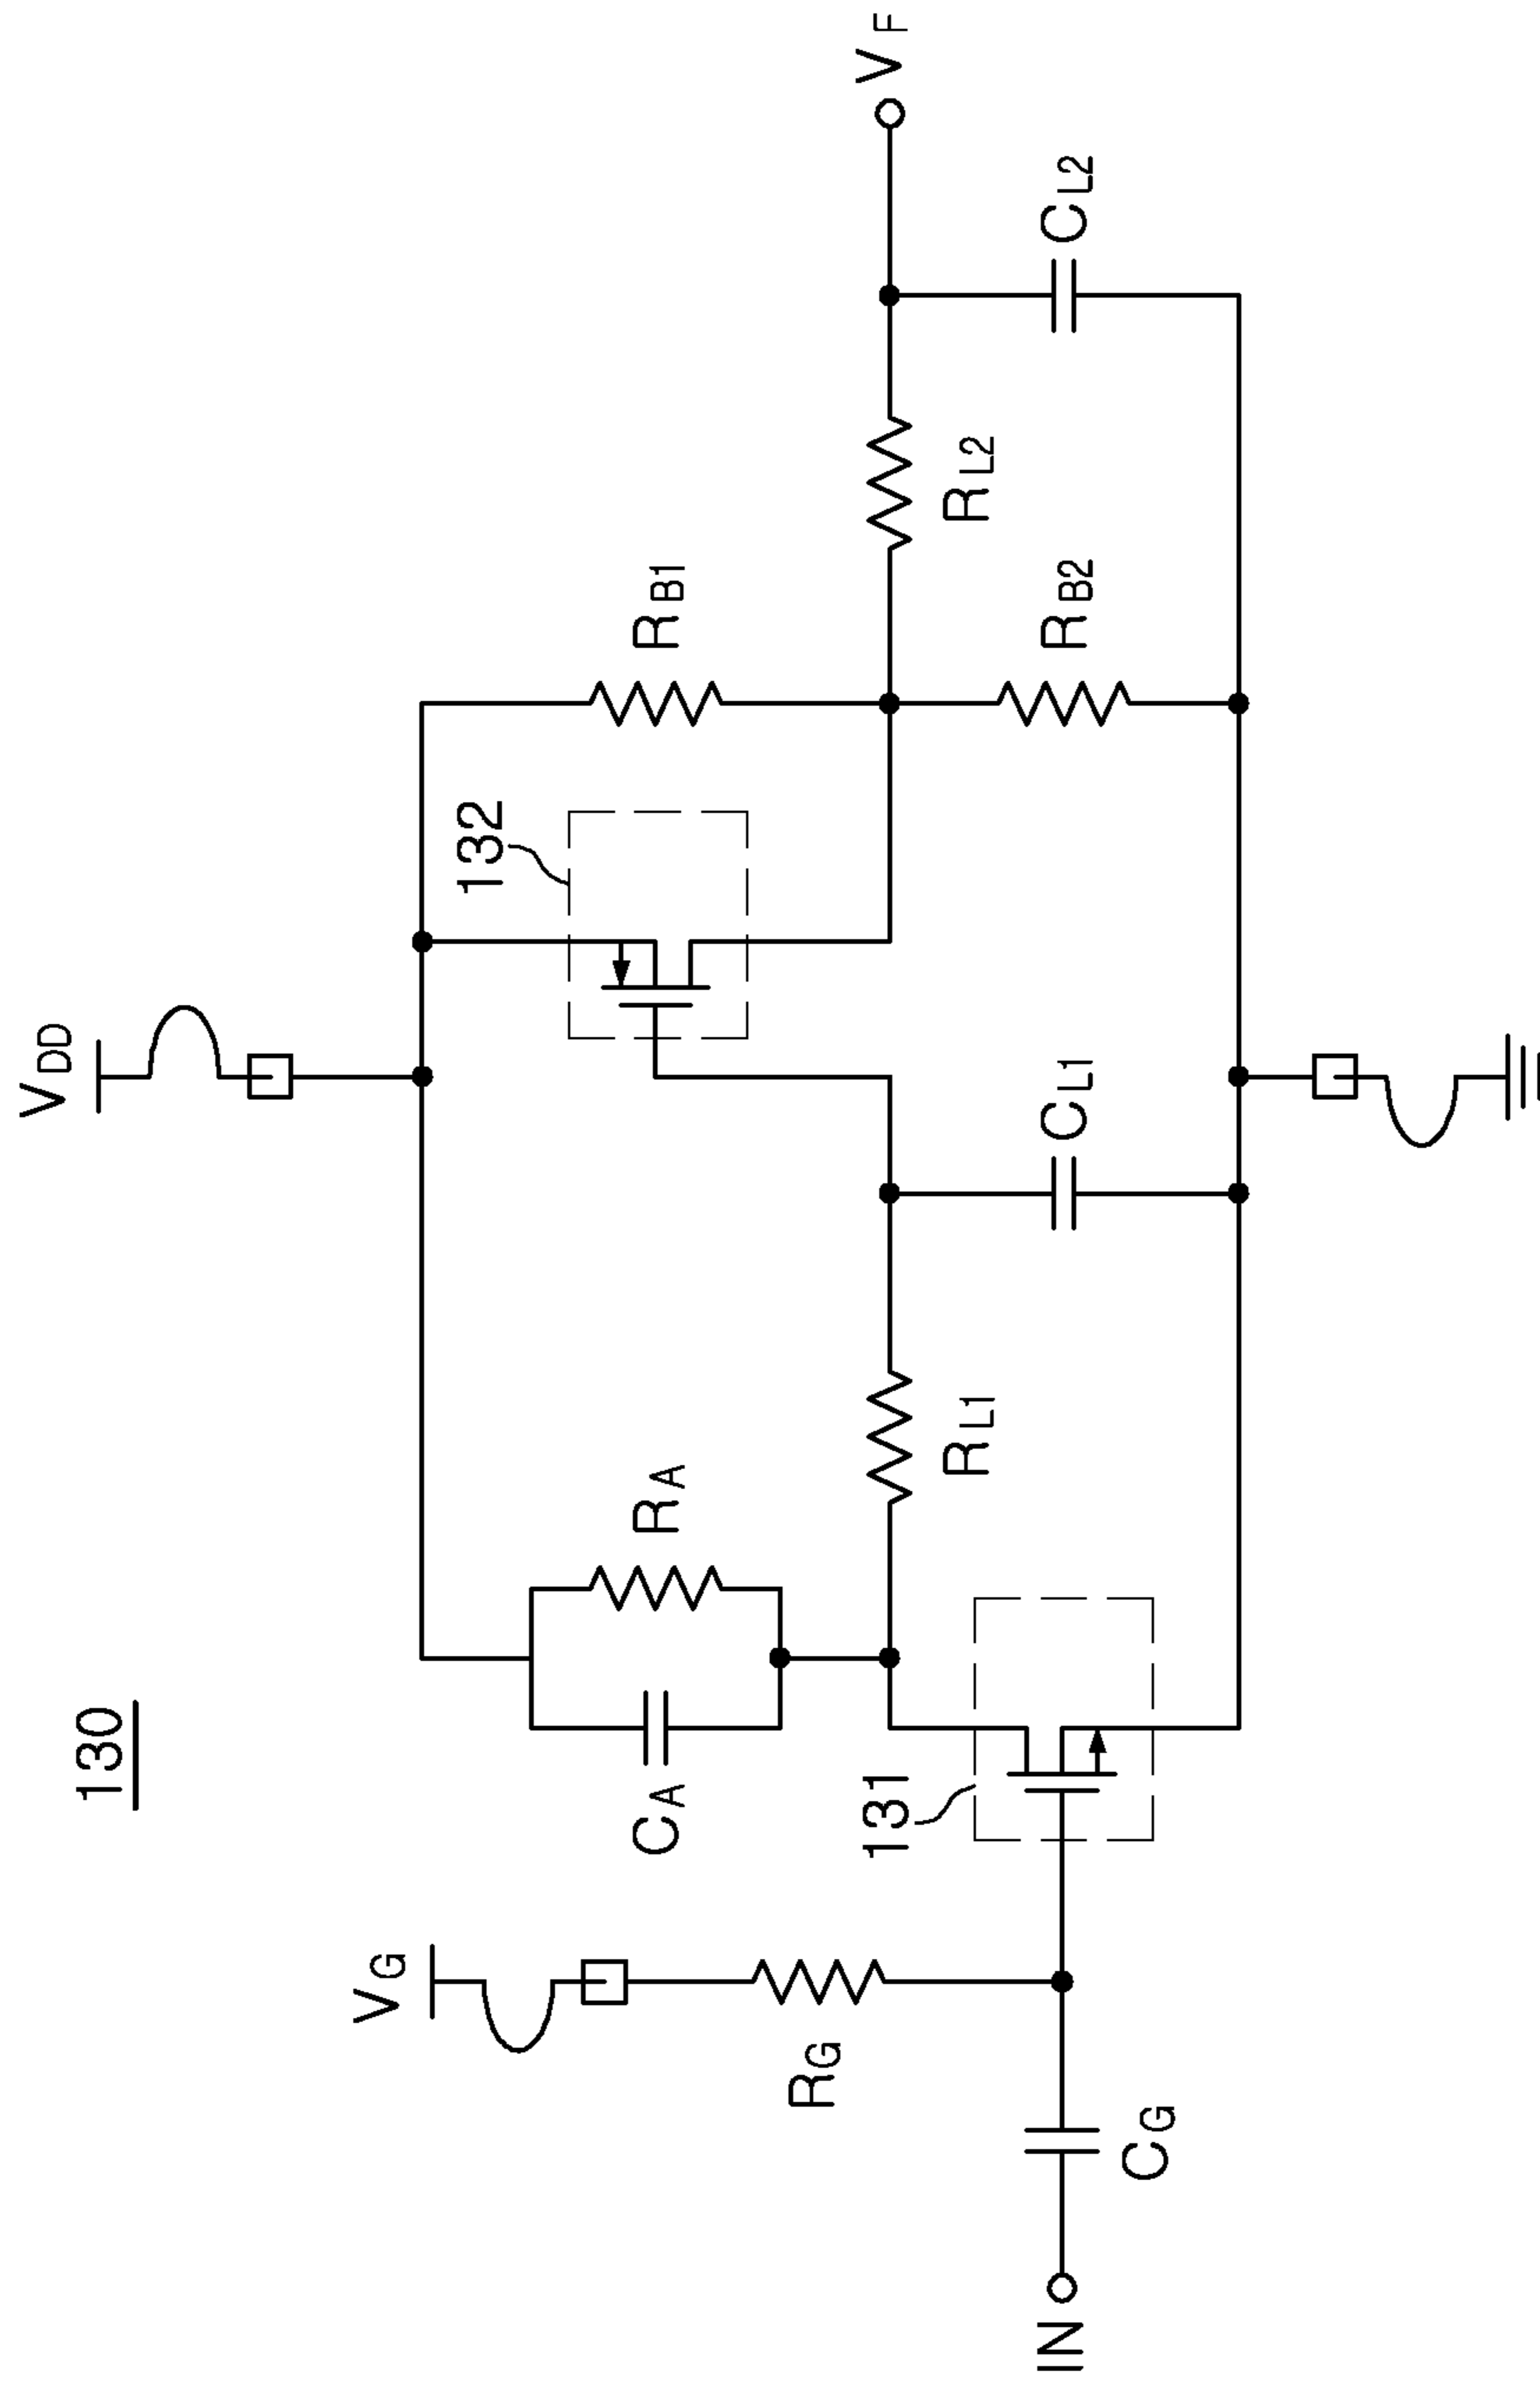 130
V_DD
V_G
R_G
C_A
R_A
132
R_B1
V_F
131
R_L1
R_L2
C_L1
R_B2
C_L2
C_G
IN